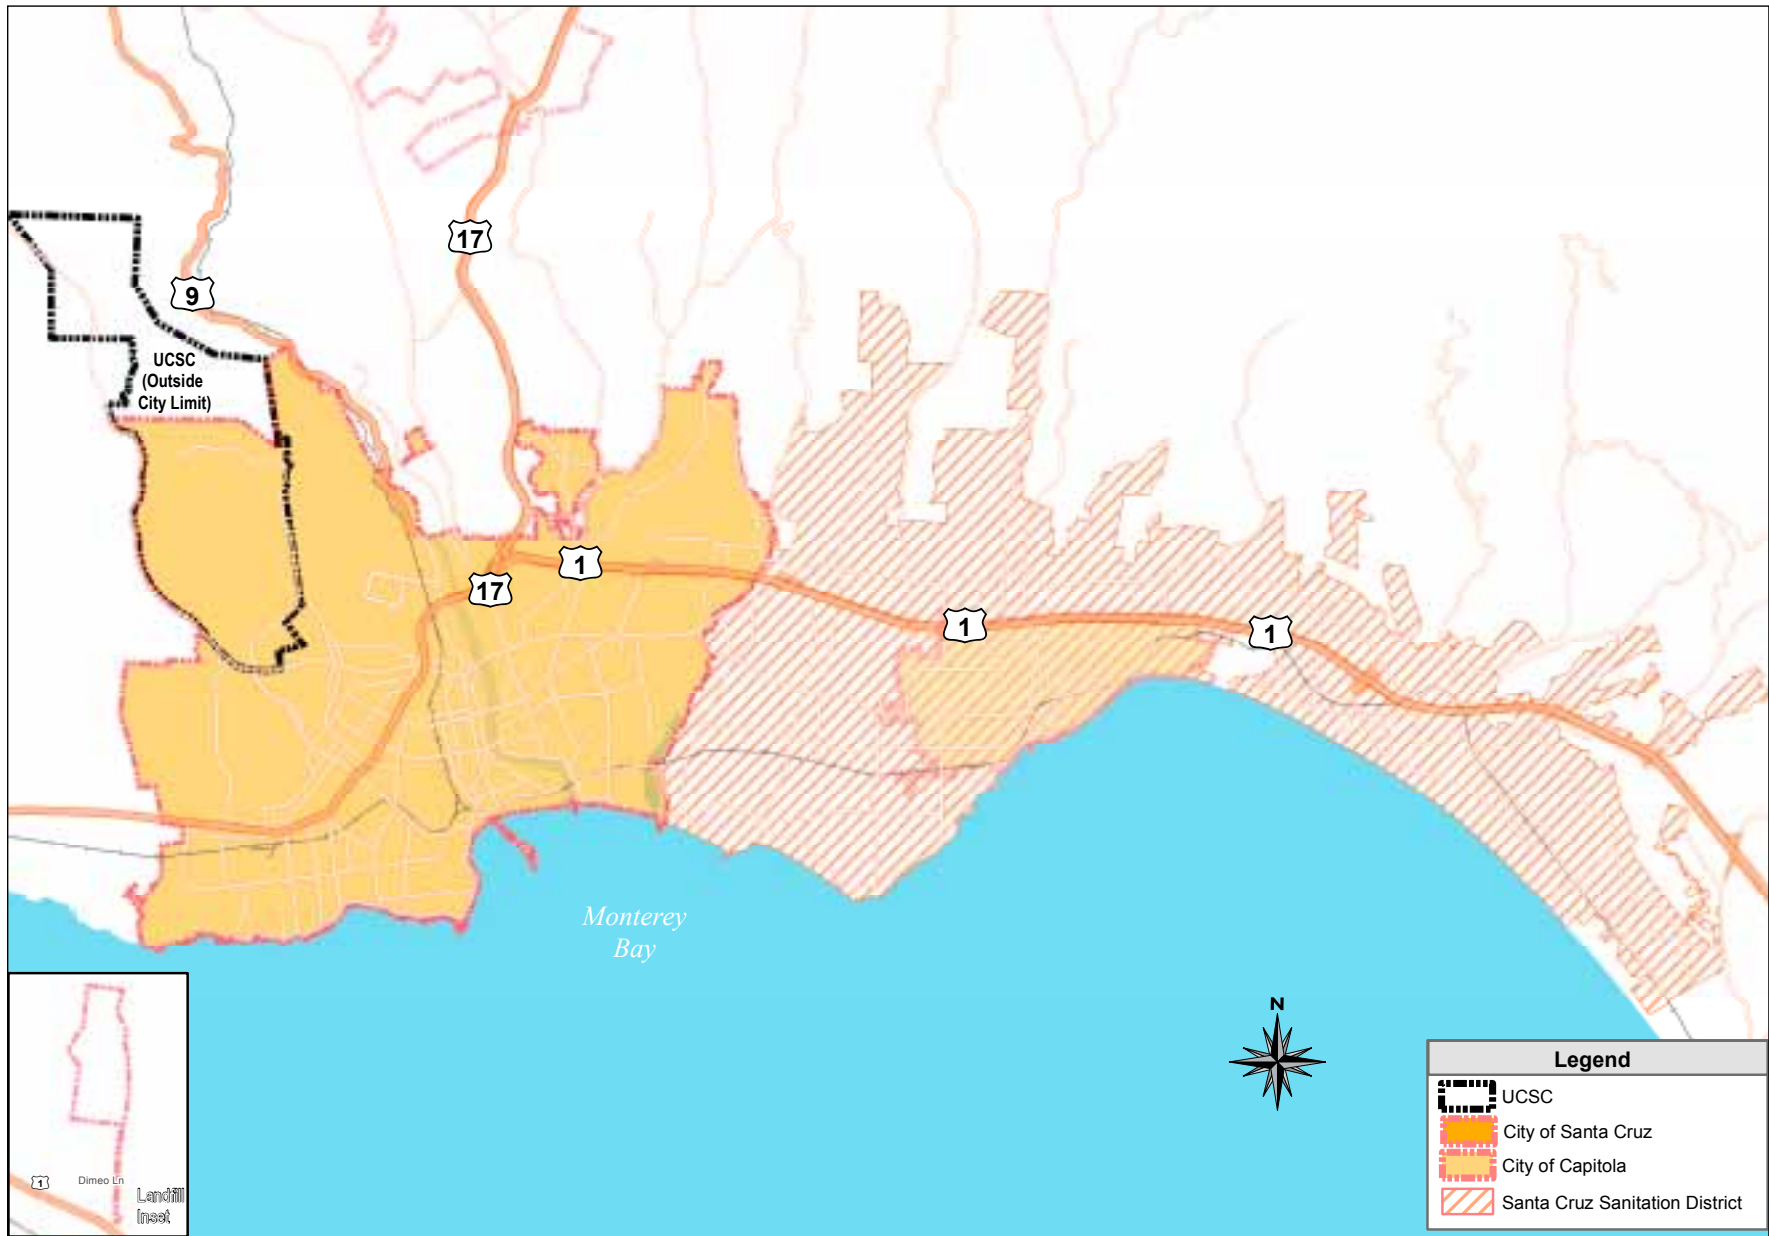 17
9
UCSC
(Outside
City Limit)
1
17
1
1
Monterey
Bay
N
Legend
UCSC
City of Santa Cruz
City of Capitola
Santa Cruz Sanitation District
1
Dimeo Ln
Landfill
Inset